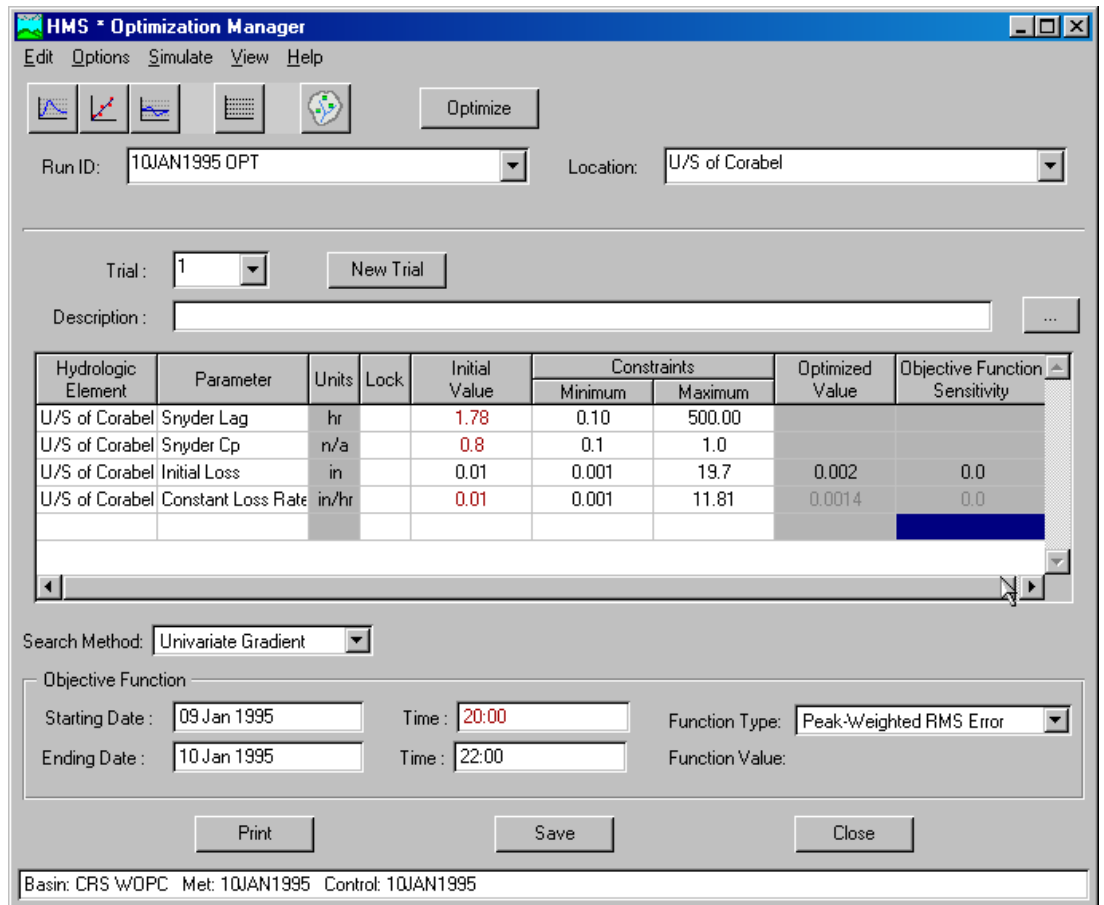 HMS * Optimization Manager
Edit Options Simulate View Help
Optimize
Run ID: 10JAN1995 OPT Location: U/S of Corabel
Trial : 1 New Trial
Description : ...
Hydrologic Element Parameter Units Lock Initial Value Constraints Minimum Maximum Optimized Value Objective Function Sensitivity
U/S of Corabel Snyder Lag hr 1.78 0.10 500.00
U/S of Corabel Snyder Cp n/a 0.8 0.1 1.0
U/S of Corabel Initial Loss in 0.01 0.001 19.7 0.002 0.0
U/S of Corabel Constant Loss Rate in/hr 0.01 0.001 11.81 0.0014 0.0
Search Method: Univariate Gradient
Objective Function
Starting Date : 09 Jan 1995 Time : 20:00 Function Type: Peak-Weighted RMS Error
Ending Date : 10 Jan 1995 Time : 22:00 Function Value:
Print Save Close
Basin: CRS WOPC Met: 10JAN1995 Control: 10JAN1995